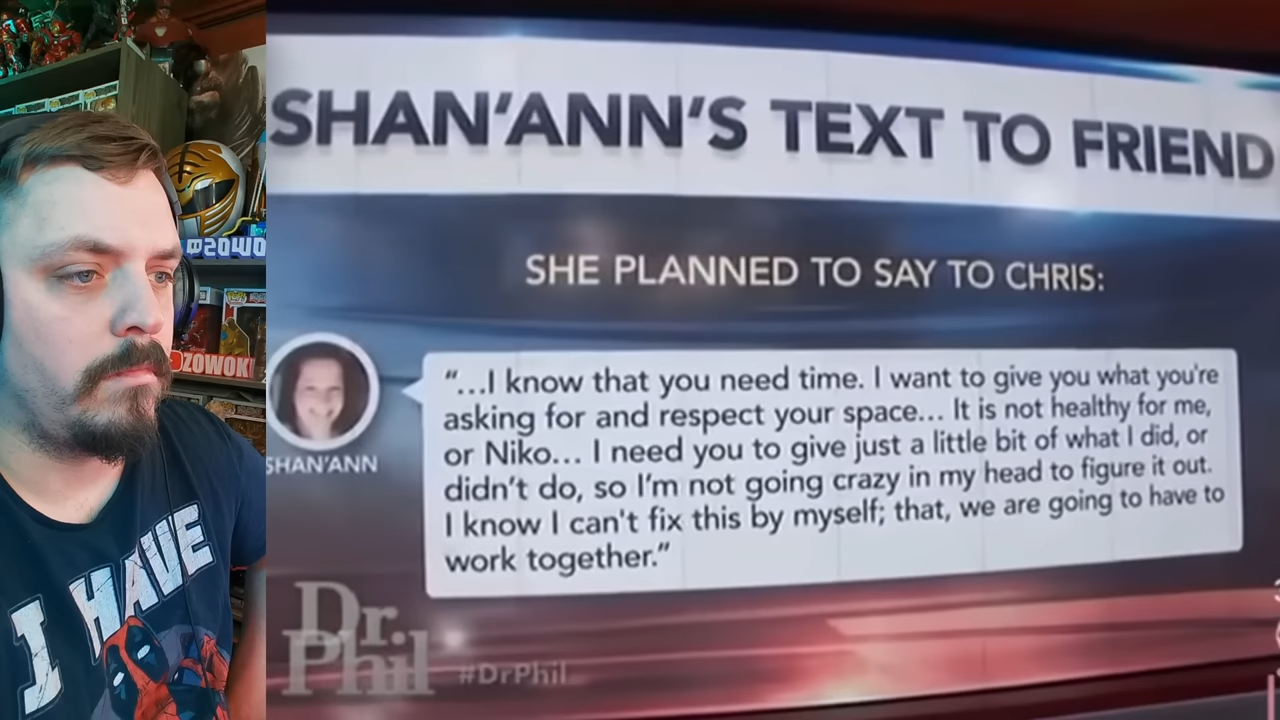 SHAN'ANN'S TEXT TO FRIEND
SHE PLANNED TO SAY TO CHRIS:
"...I know that you need time. I want to give you what you're
asking for and respect your space... It is not healthy for me,
or Niko... I need you to give just a little bit of what I did, or
didn't do, so I'm not going crazy in my head to figure it out.
I know I can't fix this by myself; that, we are going to have to
work together."
SHAN'ANN
Dr.
Phil
#DrPhil
ZOWOK
I HAVE